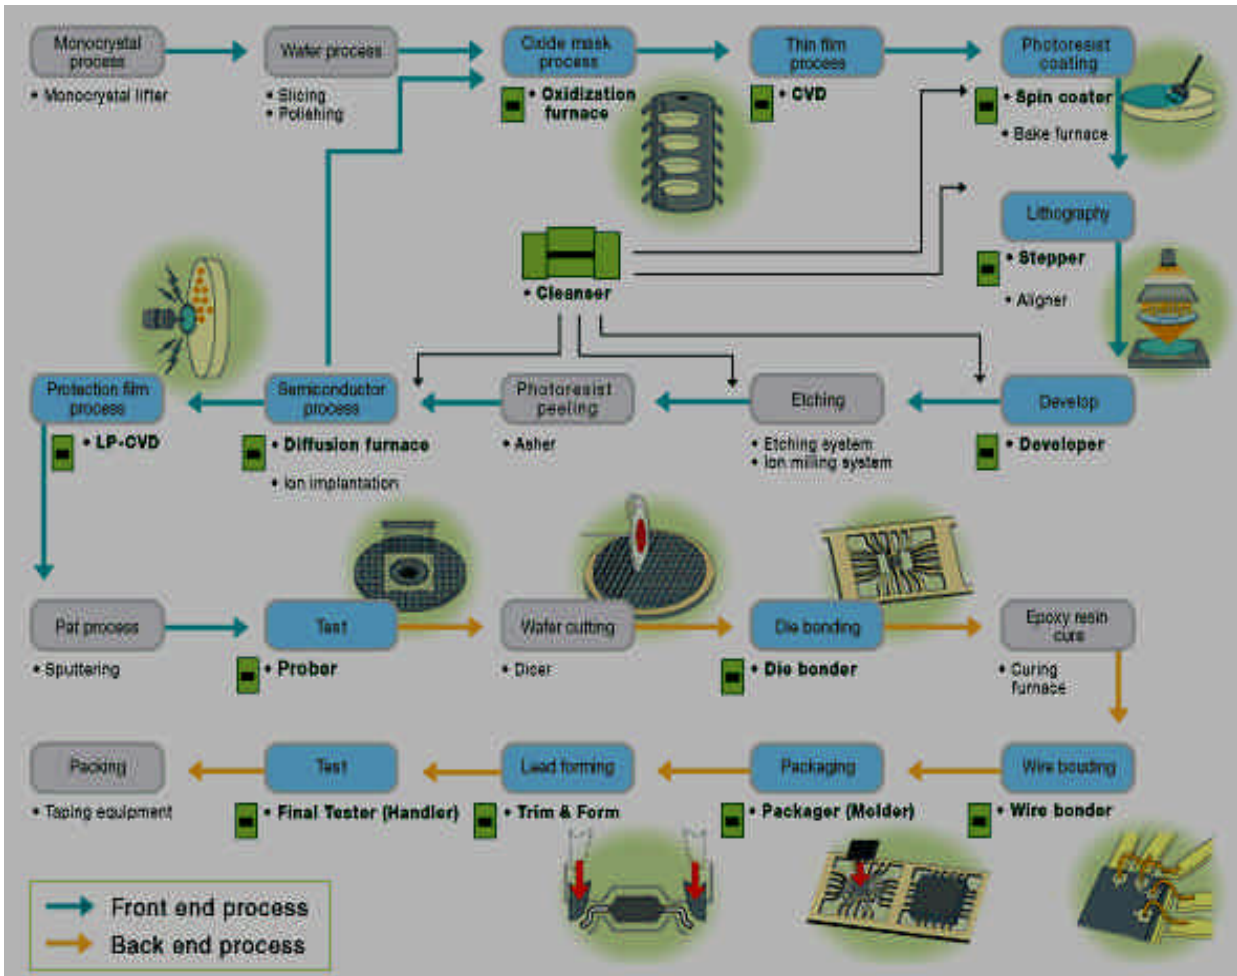 Monocrystal
process
Wafer process
Oxide mask
process
Thin film
process
Photoresist
coating
• Monocrystal lifter
• Slicing
• Polishing
• Oxidization
furnace
• CVD
• Spin coater
• Bake furnace
Lithography
• Stepper
• Aligner
• Cleanser
Protection film
process
Semiconductor
process
Photoresist
peeling
Etching
Develop
• LP-CVD
• Diffusion furnace
• Ion implantation
• Asher
• Etching system
• Ion milling system
• Developer
Pat process
Test
Wafer cutting
Die bonding
Epoxy resin
curs
• Sputtering
• Prober
• Dicer
• Die bonder
• Curing
furnace
Packing
Test
Lead forming
Packaging
Wire bouding
• Taping equipment
• Final Tester (Handler)
• Trim & Form
• Packager (Molder)
• Wire bonder
Front end process
Back end process